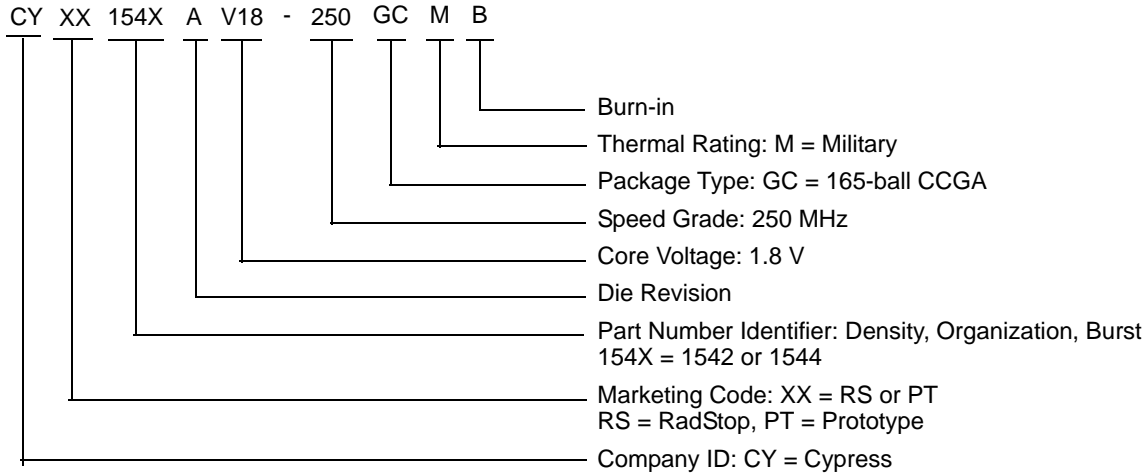 CY XX 154X A V18 - 250 GC M B
Burn-in
Thermal Rating: M = Military
Package Type: GC = 165-ball CCGA
Speed Grade: 250 MHz
Core Voltage: 1.8 V
Die Revision
Part Number Identifier: Density, Organization, Burst
154X = 1542 or 1544
Marketing Code: XX = RS or PT
RS = RadStop, PT = Prototype
Company ID: CY = Cypress